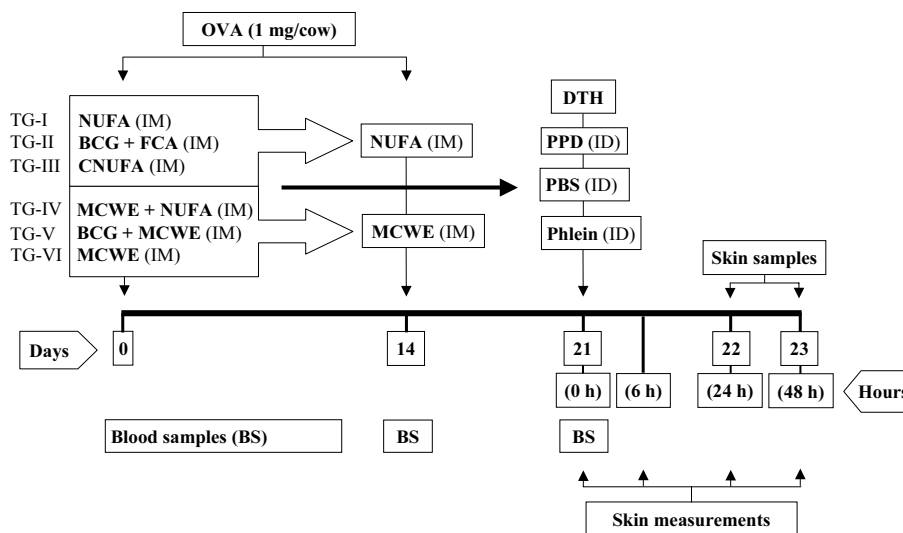 OVA (1 mg/cow)
TG-I NUFA (IM)
TG-II BCG + FCA (IM)
TG-III CNUFA (IM)
TG-IV MCWE + NUFA (IM)
TG-V BCG + MCWE (IM)
TG-VI MCWE (IM)
NUFA (IM)
MCWE (IM)
DTH
PPD (ID)
PBS (ID)
Phlein (ID)
Skin samples
Days 0 14 21 22 23
(0 h) (6 h) (24 h) (48 h) Hours
Blood samples (BS) BS BS
Skin measurements